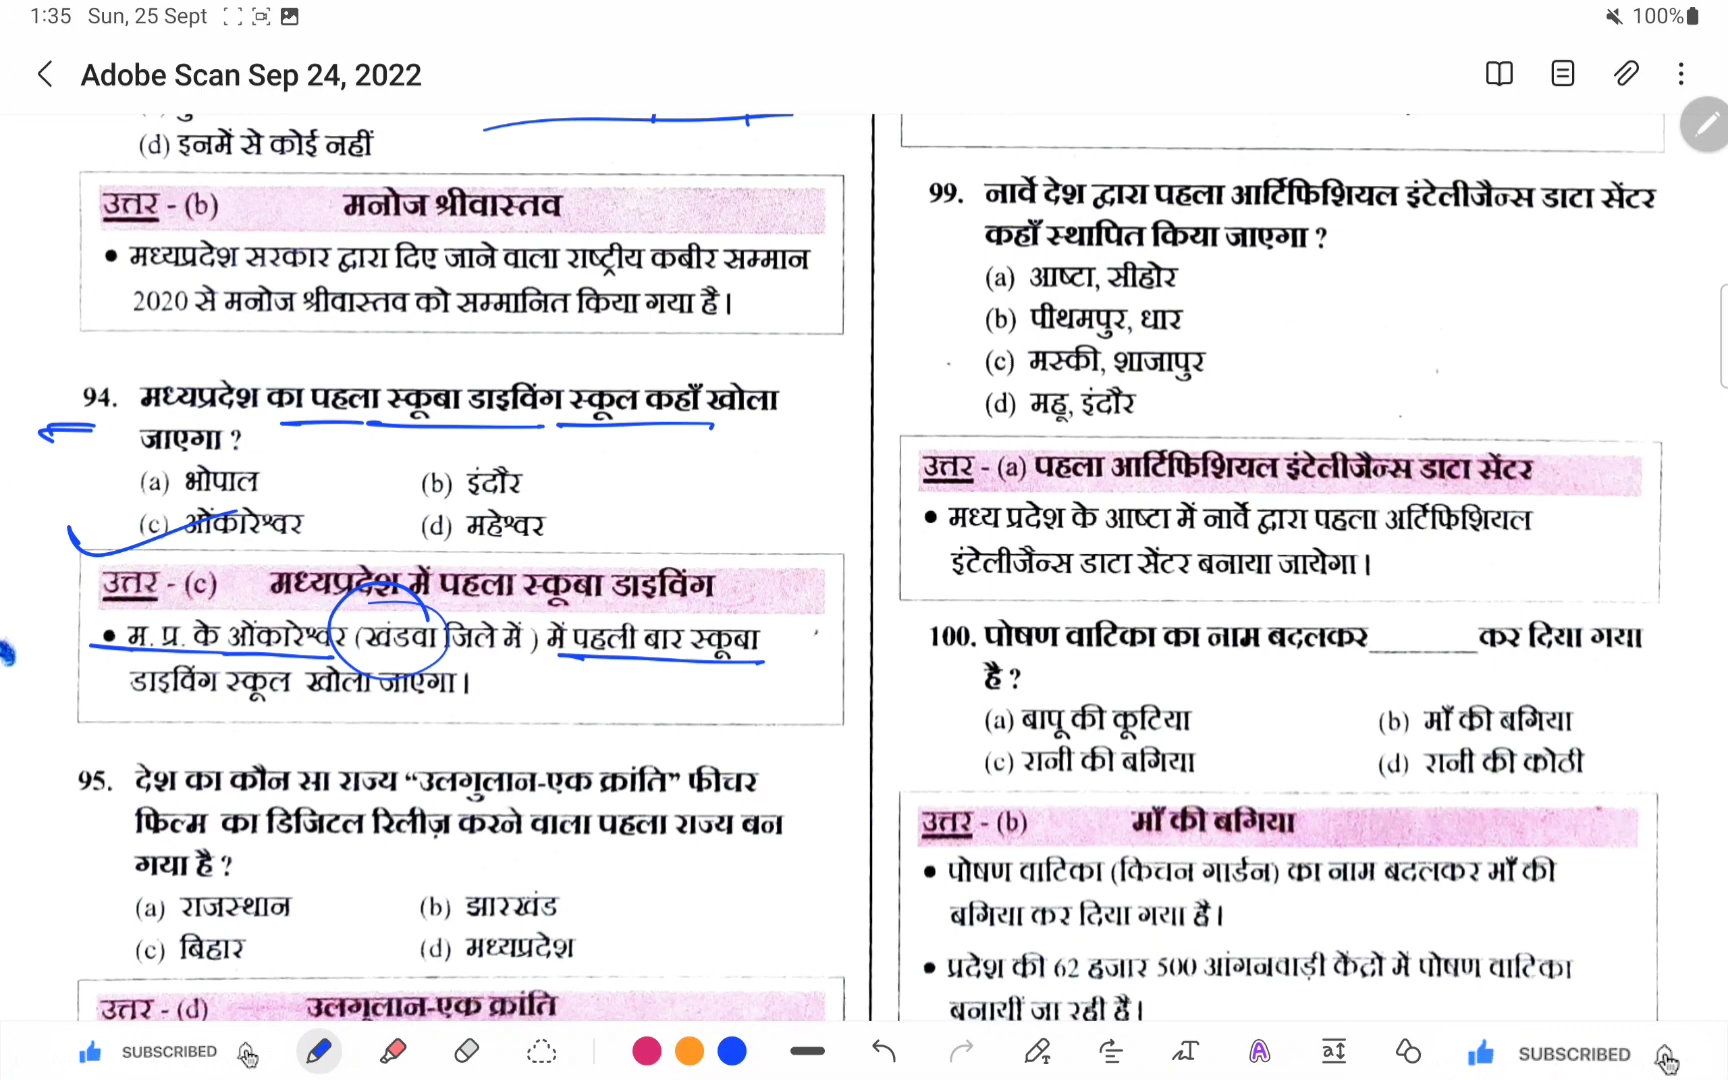 1:35 Sun, 25 Sept
100%
Adobe Scan Sep 24, 2022
(d) इनमें से कोई नहीं
उत्तर - (b) मनोज श्रीवास्तव
• मध्यप्रदेश सरकार द्वारा दिए जाने वाला राष्ट्रीय कबीर सम्मान
2020 से मनोज श्रीवास्तव को सम्मानित किया गया है।
94. मध्यप्रदेश का पहला स्कूबा डाइविंग स्कूल कहाँ खोला
जाएगा ?
(a) भोपाल (b) इंदौर
(c) ओंकारेश्वर (d) महेश्वर
उत्तर - (c) मध्यप्रदेश में पहला स्कूबा डाइविंग
• म. प्र. के ओंकारेश्वर (खंडवा जिले में ) में पहली बार स्कूबा
डाइविंग स्कूल खोला जाएगा।
95. देश का कौन सा राज्य “उलगुलान-एक क्रांति” फीचर
फिल्म का डिजिटल रिलीज़ करने वाला पहला राज्य बन
गया है ?
(a) राजस्थान (b) झारखंड
(c) बिहार (d) मध्यप्रदेश
उत्तर - (d) उलगुलान-एक क्रांति
99. नार्वे देश द्वारा पहला आर्टिफिशियल इंटेलीजैन्स डाटा सेंटर
कहाँ स्थापित किया जाएगा ?
(a) आष्टा, सीहोर
(b) पीथमपुर, धार
(c) मस्की, शाजापुर
(d) महू, इंदौर
उत्तर - (a) पहला आर्टिफिशियल इंटेलीजैन्स डाटा सेंटर
• मध्य प्रदेश के आष्टा में नार्वे द्वारा पहला अर्टिफिशियल
इंटेलीजैन्स डाटा सेंटर बनाया जायेगा।
100. पोषण वाटिका का नाम बदलकर________कर दिया गया
है ?
(a) बापू की कूटिया (b) माँ की बगिया
(c) रानी की बगिया (d) रानी की कोठी
उत्तर - (b) माँ की बगिया
• पोषण वाटिका (किचन गार्डन) का नाम बदलकर माँ की
बगिया कर दिया गया है।
• प्रदेश की 62 हजार 500 आंगनवाड़ी केंद्रो में पोषण वाटिका
बनायीं जा रही है।
SUBSCRIBED
SUBSCRIBED